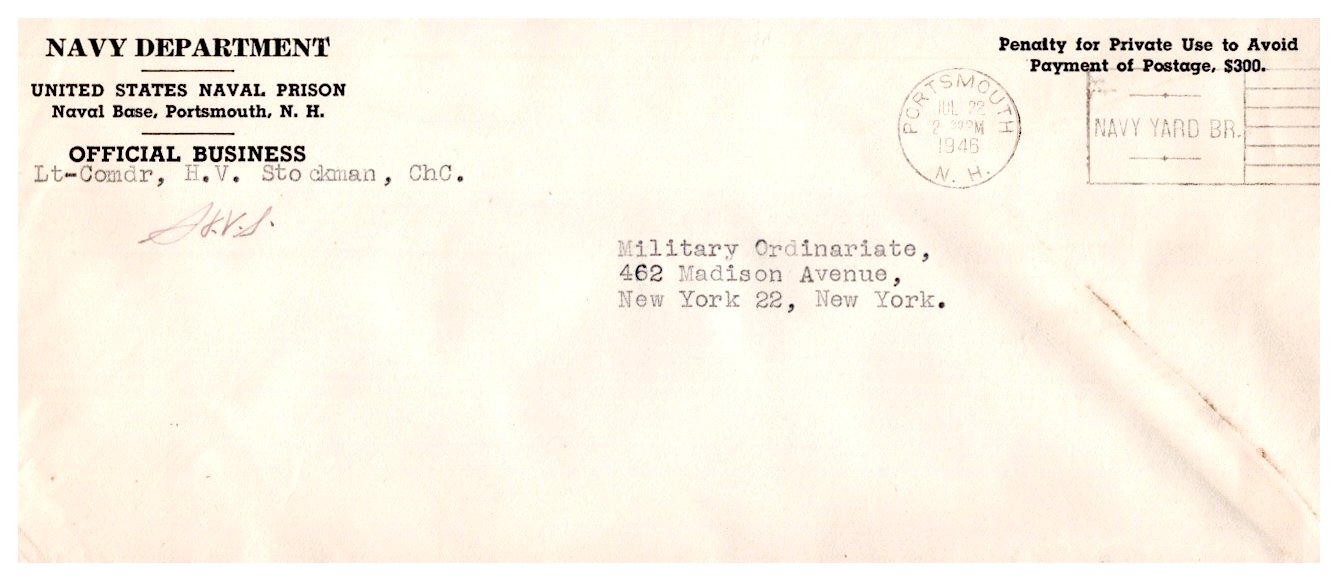 NAVY DEPARTMENT
UNITED STATES NAVAL PRISON
Naval Base, Portsmouth, N. H.
OFFICIAL BUSINESS
Lt-Comdr, H.V. Stockman, ChC.
H.V.S.
Penalty for Private Use to Avoid
Payment of Postage, $300.
PORTSMOUTH
JUL 22
2 PM
1946
N. H.
NAVY YARD BR.
Military Ordinariate,
462 Madison Avenue,
New York 22, New York.